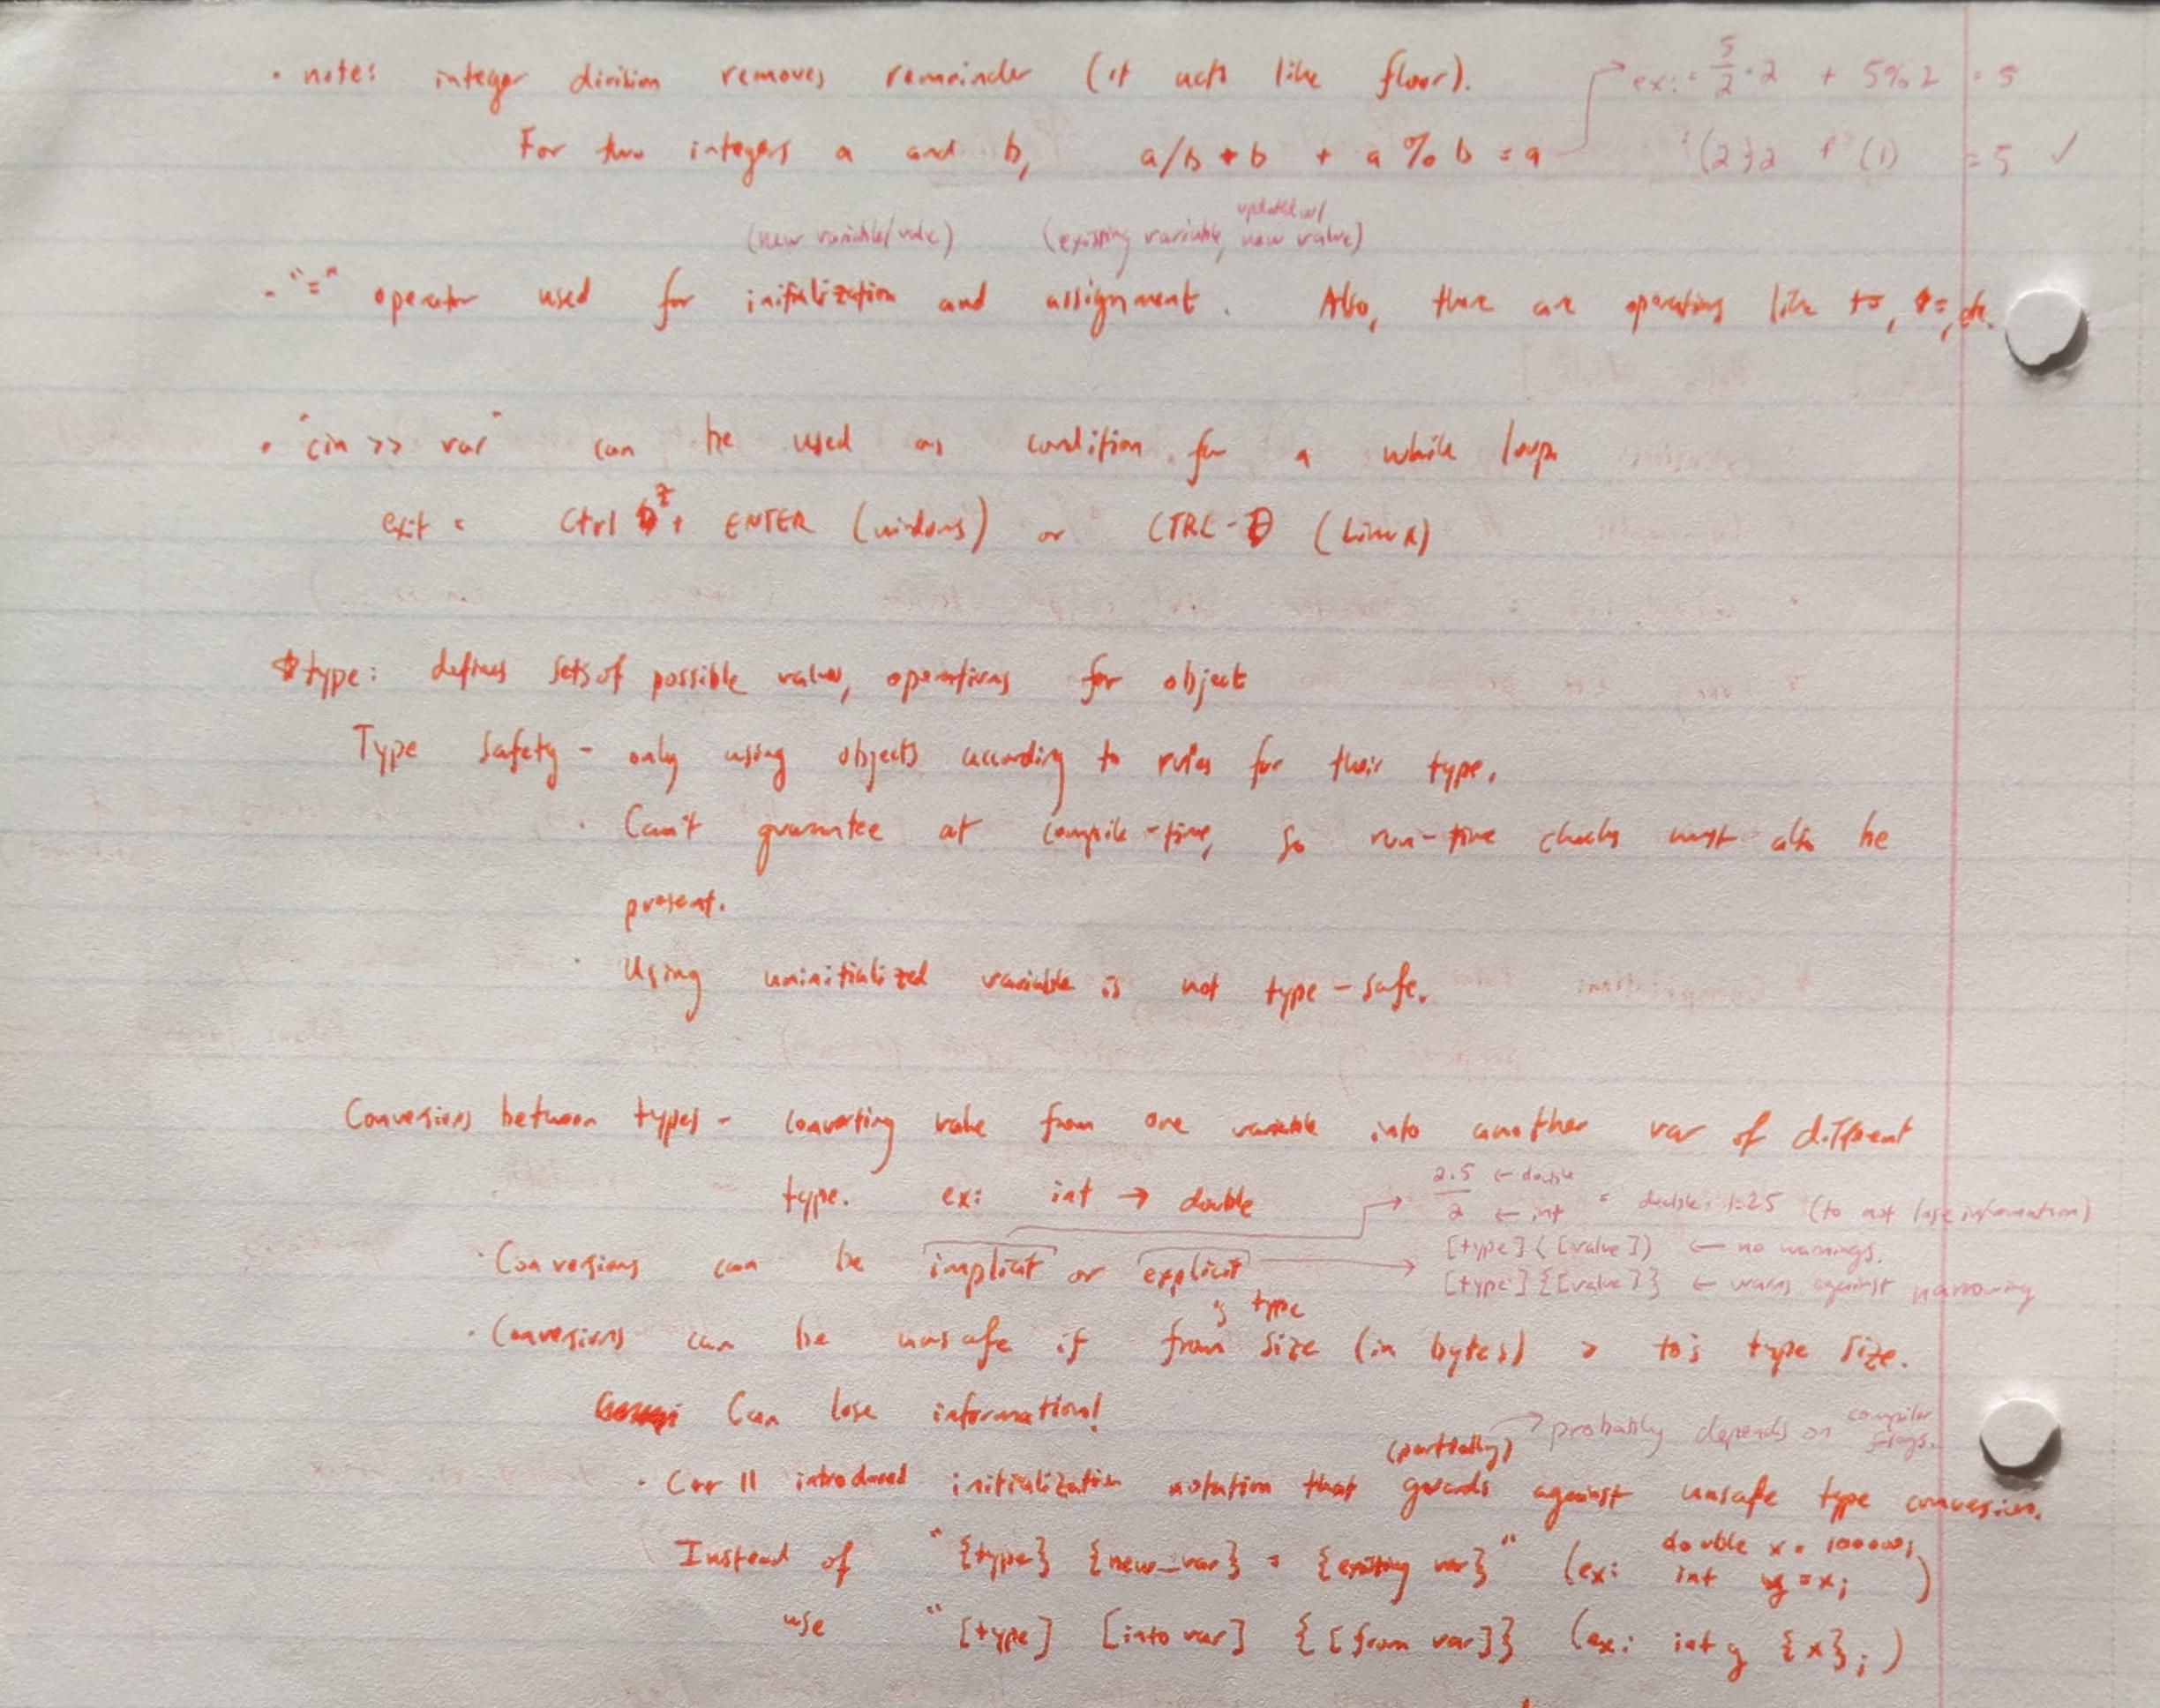 · note: integer division removes remainder (it acts like floor).
ex: = 5/2 · 2 + 5%2 = 5
For two integers a and b, a/b * b + a % b = a
(2)2 + (1) = 5 ✓
(new variable/value) (existing variable, updated w/ new value)
- "=" operator used for initialization and assignment. Also, there are operations like +=, *=, etc.
· "cin >> var" can be used as condition for a while loop
exit = Ctrl Z + ENTER (windows) or CTRL-D (Linux)
* type: defines sets of possible values, operations for object
Type Safety - only using objects according to rules for their type.
· Can't guarantee at compile-time, so run-time checks must also be
present.
· Using uninitialized variable is not type-safe.
Conversions between types - converting value from one variable into another var of different
type. ex: int → double
2.5 ← double
2 ← int = double: 1.25 (to not lose information)
· Conversions can be implicit or explicit
[type]([value]) ← no warnings.
[type]{[value]} ← warns against narrowing
· Conversions can be unsafe if from's type size (in bytes) > to's type size.
Can lose information!
(partially) → probably depends on compiler flags.
· C++ 11 introduced initialization notation that guards against unsafe type conversion.
Instead of "{type} {new_var} = {existing var}" (ex: double x = 100000; int y = x; )
use "[type] [into var] {[from var]} (ex: int y {x}; )